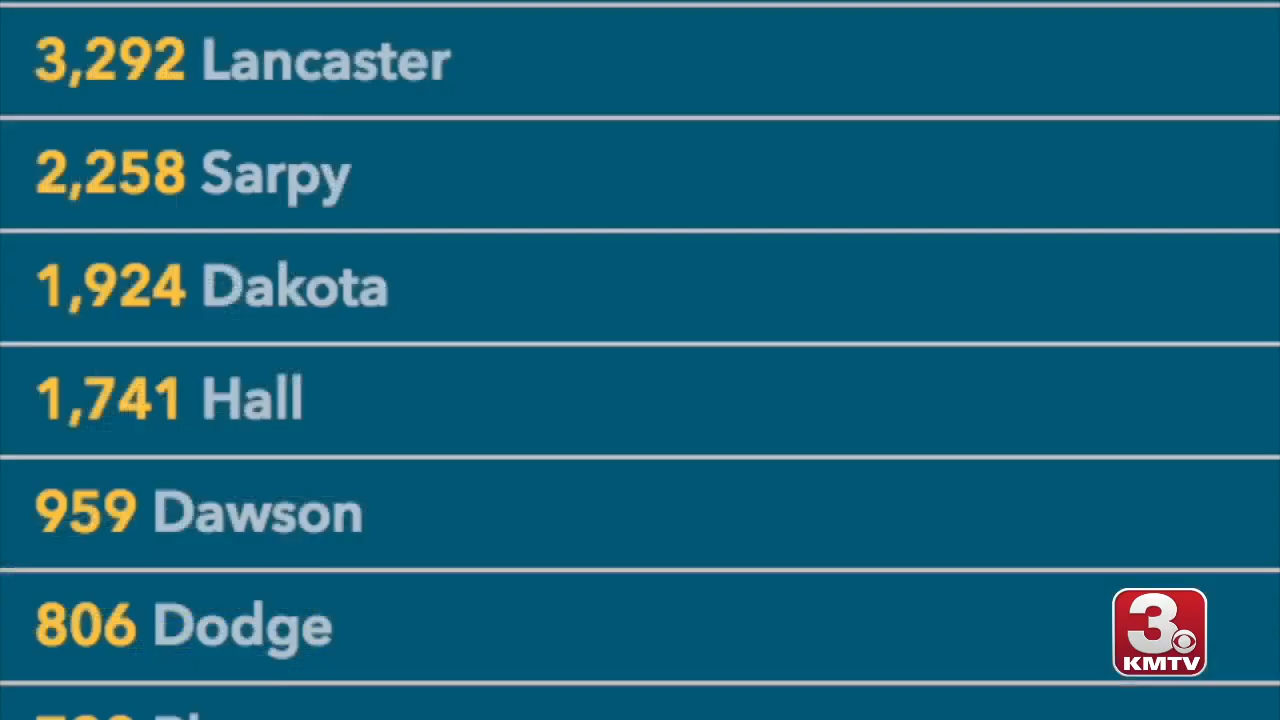 3,292 Lancaster
2,258 Sarpy
1,924 Dakota
1,741 Hall
959 Dawson
806 Dodge
3
KMTV